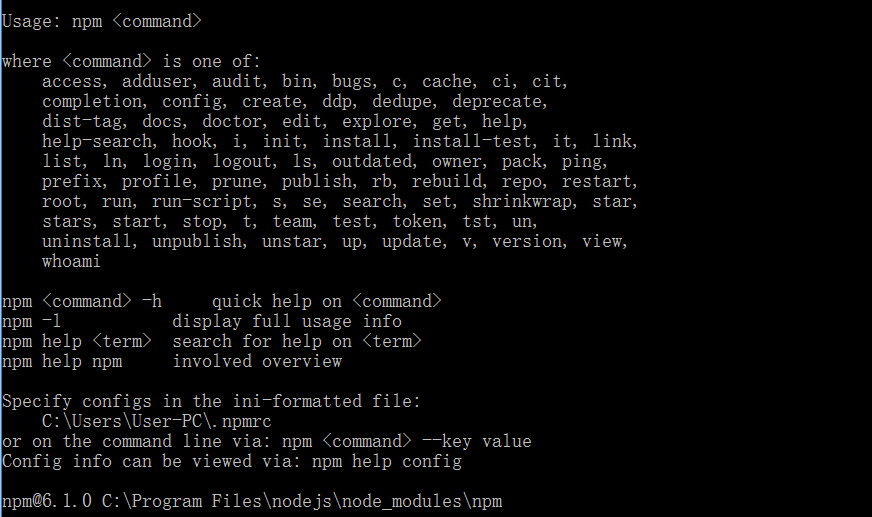 Usage: npm <command>

where <command> is one of:
    access, adduser, audit, bin, bugs, c, cache, ci, cit,
    completion, config, create, ddp, dedupe, deprecate,
    dist-tag, docs, doctor, edit, explore, get, help,
    help-search, hook, i, init, install, install-test, it, link,
    list, ln, login, logout, ls, outdated, owner, pack, ping,
    prefix, profile, prune, publish, rb, rebuild, repo, restart,
    root, run, run-script, s, se, search, set, shrinkwrap, star,
    stars, start, stop, t, team, test, token, tst, un,
    uninstall, unpublish, unstar, up, update, v, version, view,
    whoami

npm <command> -h     quick help on <command>
npm -l           display full usage info
npm help <term>  search for help on <term>
npm help npm     involved overview

Specify configs in the ini-formatted file:
    C:\Users\User-PC\.npmrc
or on the command line via: npm <command> --key value
Config info can be viewed via: npm help config

npm@6.1.0 C:\Program Files\nodejs\node_modules\npm